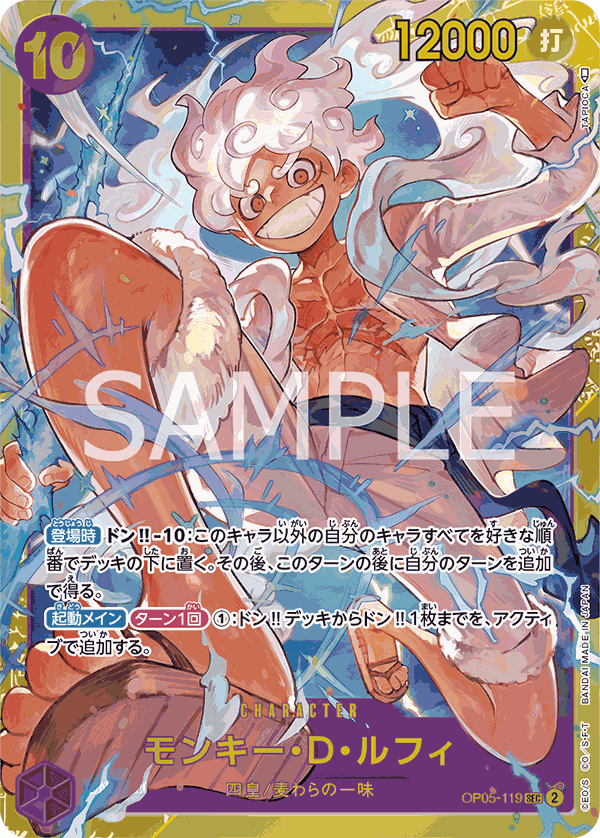 10
12000
打
TAPIOCA
SAMPLE
登場時 ドン!!-10:このキャラ以外の自分のキャラすべてを好きな順
番でデッキの下に置く。その後、このターンの後に自分のターンを追加
で得る。
起動メイン ターン1回 ①:ドン!!デッキからドン!!1枚までを、アクティ
ブで追加する。
CHARACTER
モンキー・D・ルフィ
四皇/麦わらの一味
OP05-119 SEC 2
©EO/S ©O/S・F・T BANDAI MADE IN JAPAN